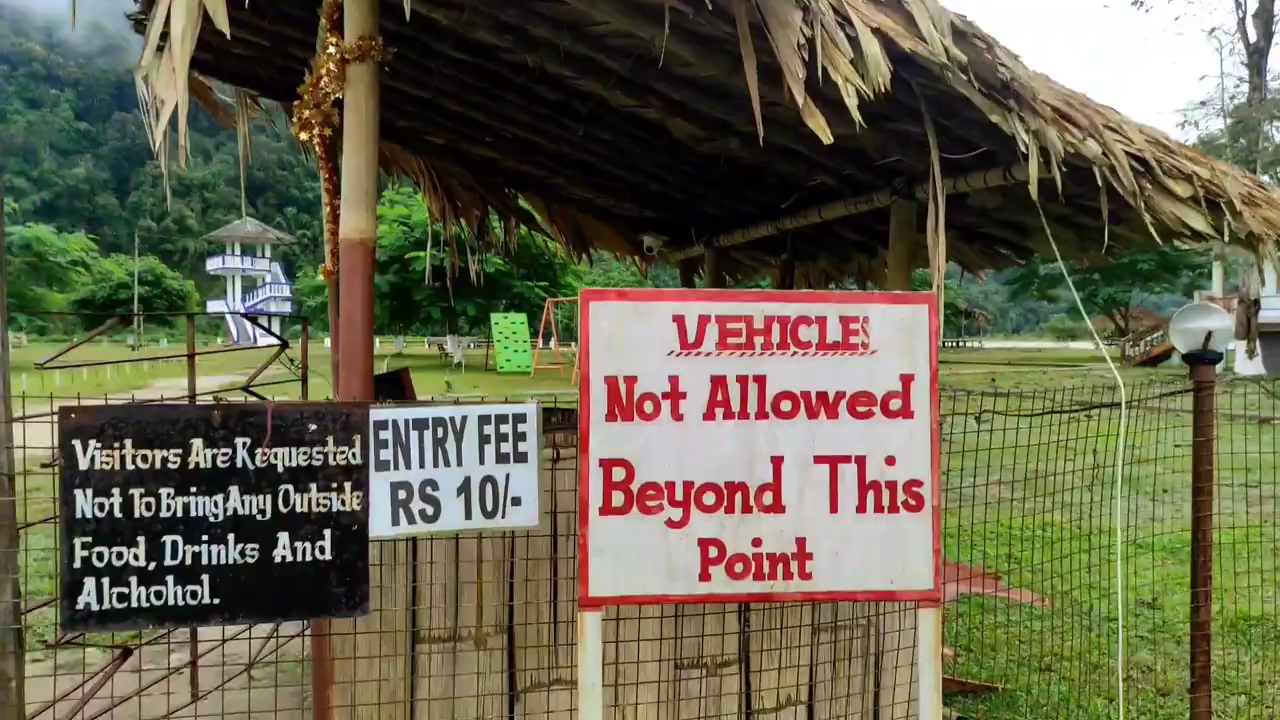 Visitors Are Requested
Not To Bring Any Outside
Food, Drinks And
Alchohol.
ENTRY FEE
RS 10/-
VEHICLES
Not Allowed
Beyond This
Point